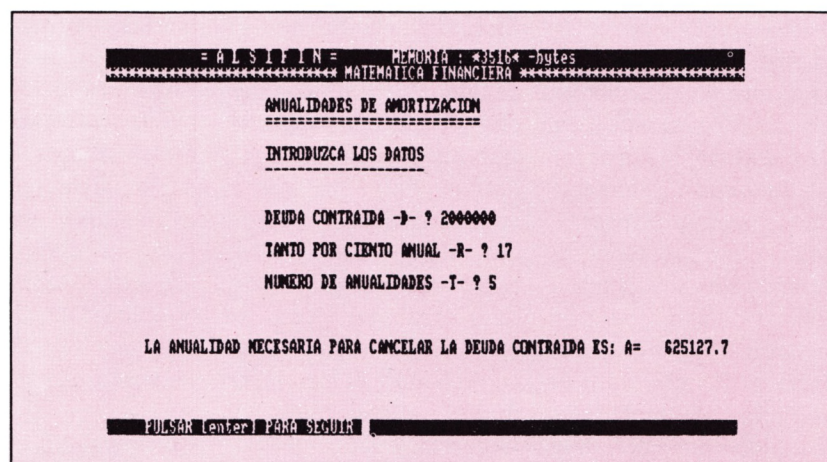 = A L S I F I N = MEMORIA : *3516* -bytes
*************************** MATEMATICA FINANCIERA ***************************
ANUALIDADES DE AMORTIZACION
===========================
INTRODUZCA LOS DATOS
--------------------
DEUDA CONTRAIDA -D- ? 2000000
TANTO POR CIENTO ANUAL -R- ? 17
NUMERO DE ANUALIDADES -T- ? 5
LA ANUALIDAD NECESARIA PARA CANCELAR LA DEUDA CONTRAIDA ES: A= 625127.7
PULSAR [enter] PARA SEGUIR